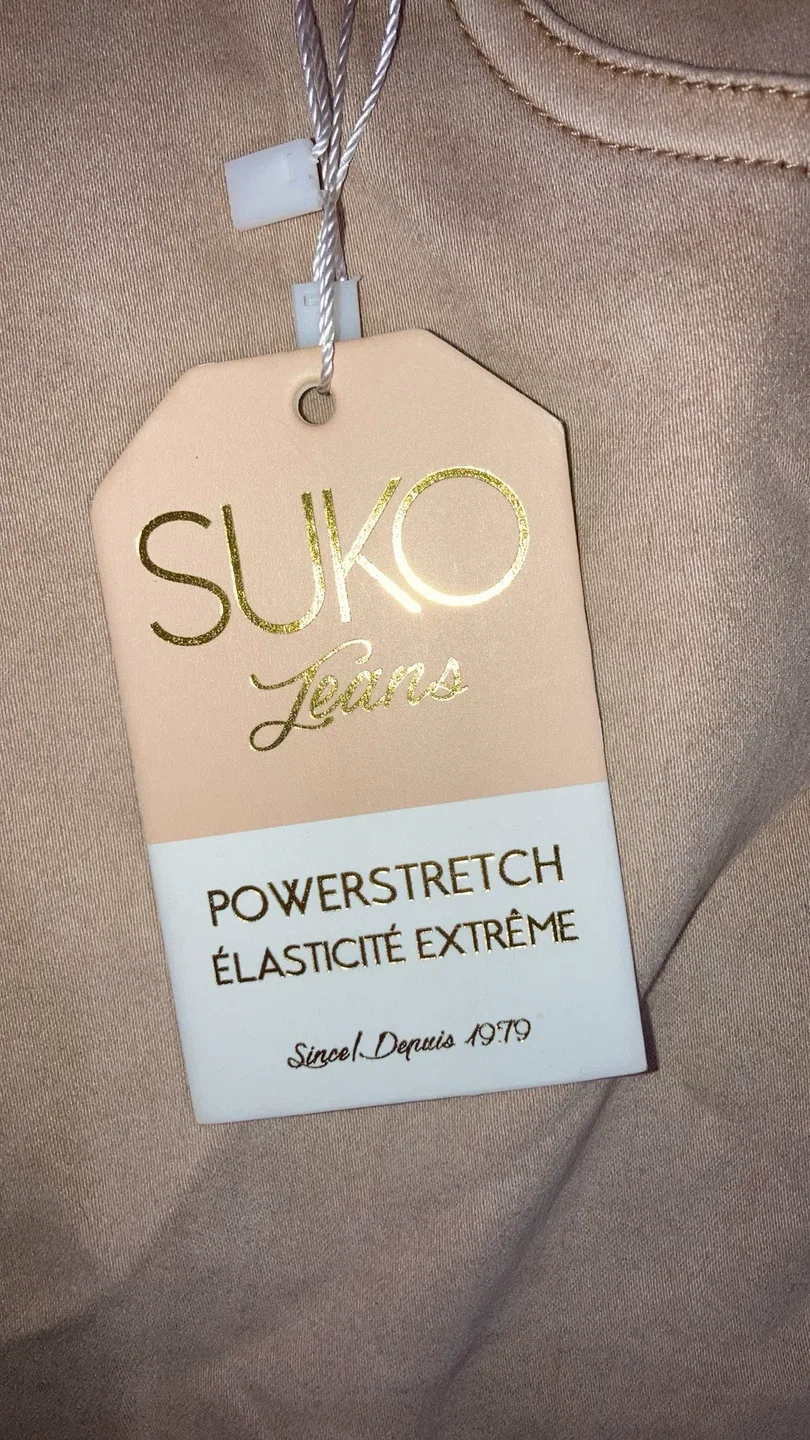 SUKO
Jeans
POWERSTRETCH
ÉLASTICITÉ EXTRÊME
Since/Depuis 1979